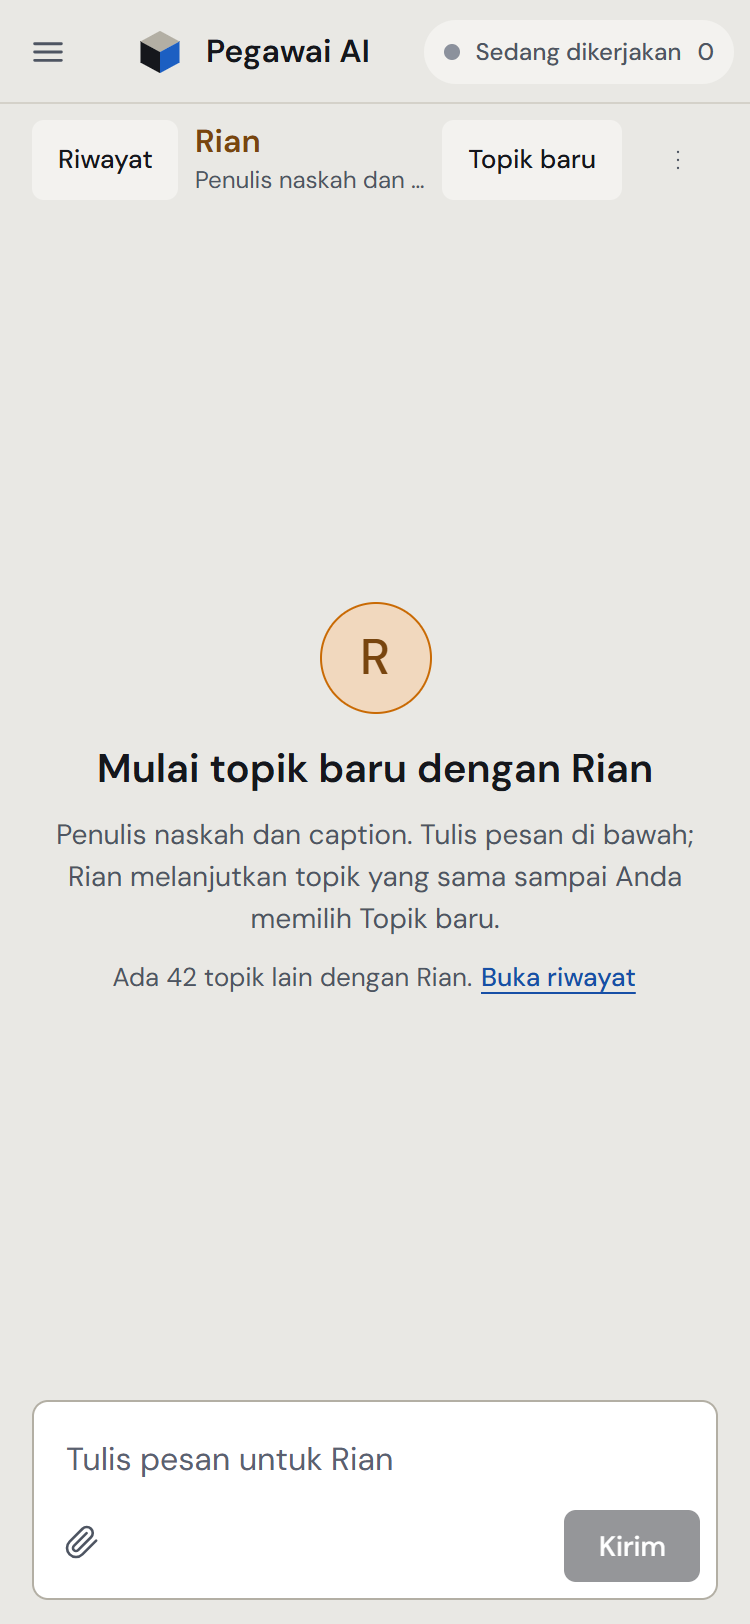 Pegawai AI
Sedang dikerjakan 0
Riwayat
Rian
Penulis naskah dan ...
Topik baru
R
Mulai topik baru dengan Rian
Penulis naskah dan caption. Tulis pesan di bawah;
Rian melanjutkan topik yang sama sampai Anda
memilih Topik baru.
Ada 42 topik lain dengan Rian. Buka riwayat
Tulis pesan untuk Rian
Kirim